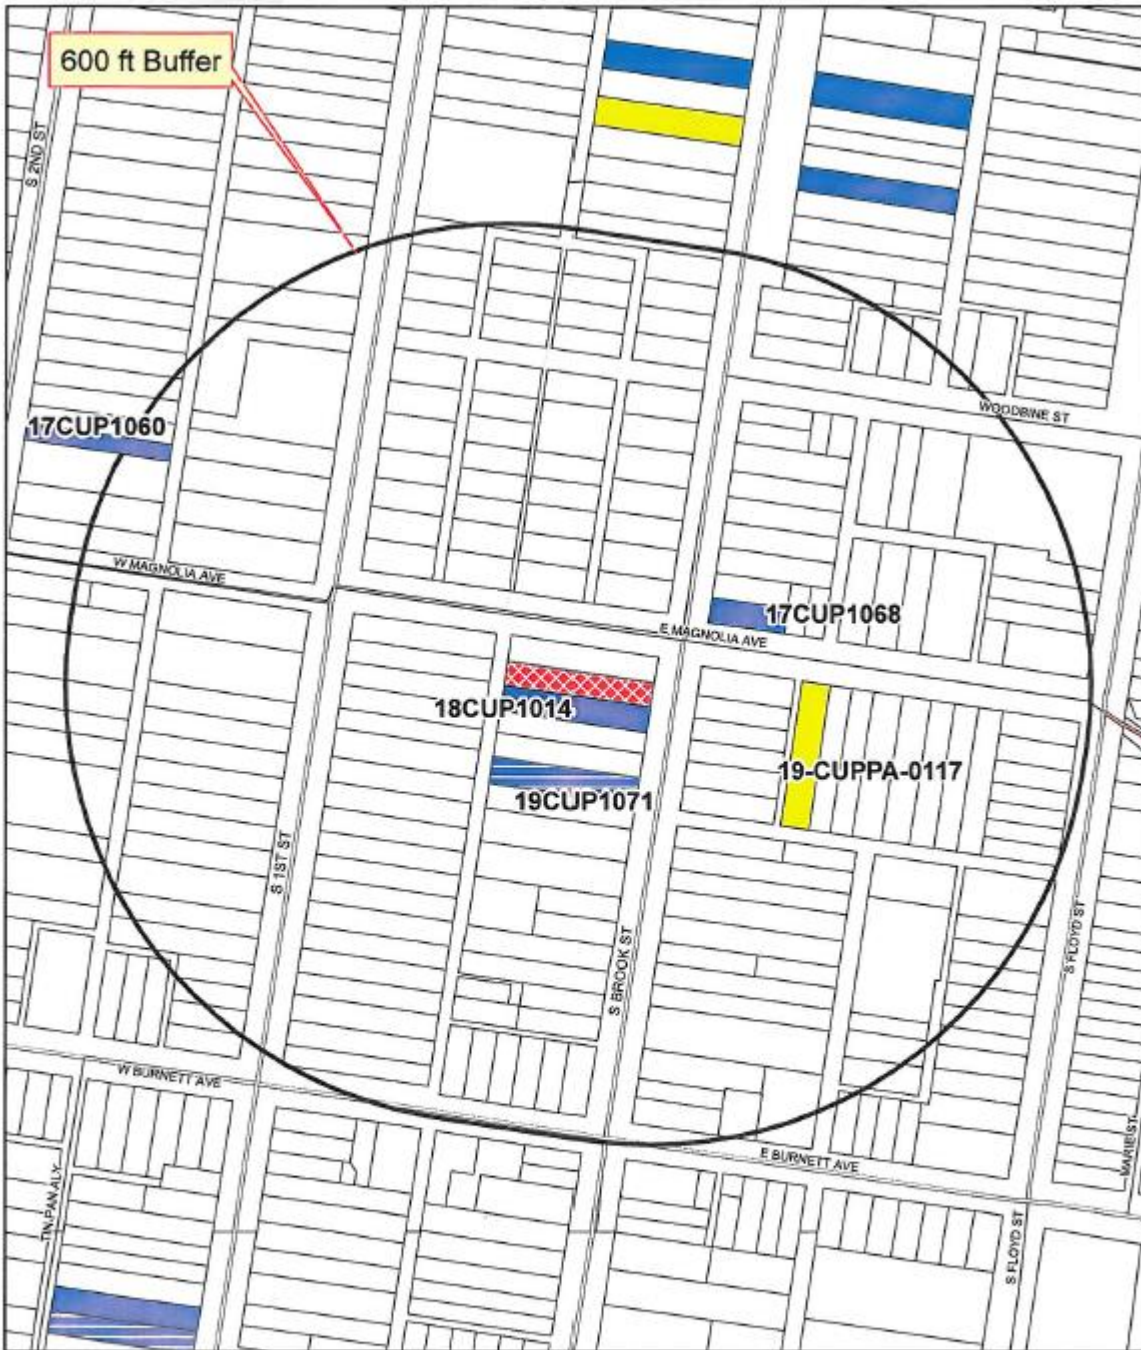 600 ft Buffer
S 2ND ST
WOODBINE ST
17CUP1060
W MAGNOLIA AVE
17CUP1068
E MAGNOLIA AVE
18CUP1014
19-CUPPA-0117
19CUP1071
S 1ST ST
S BROOK ST
S FLOYD ST
W BURNETT AVE
E BURNETT AVE
MARIE ST
TIN PAN ALY
S FLOYD ST